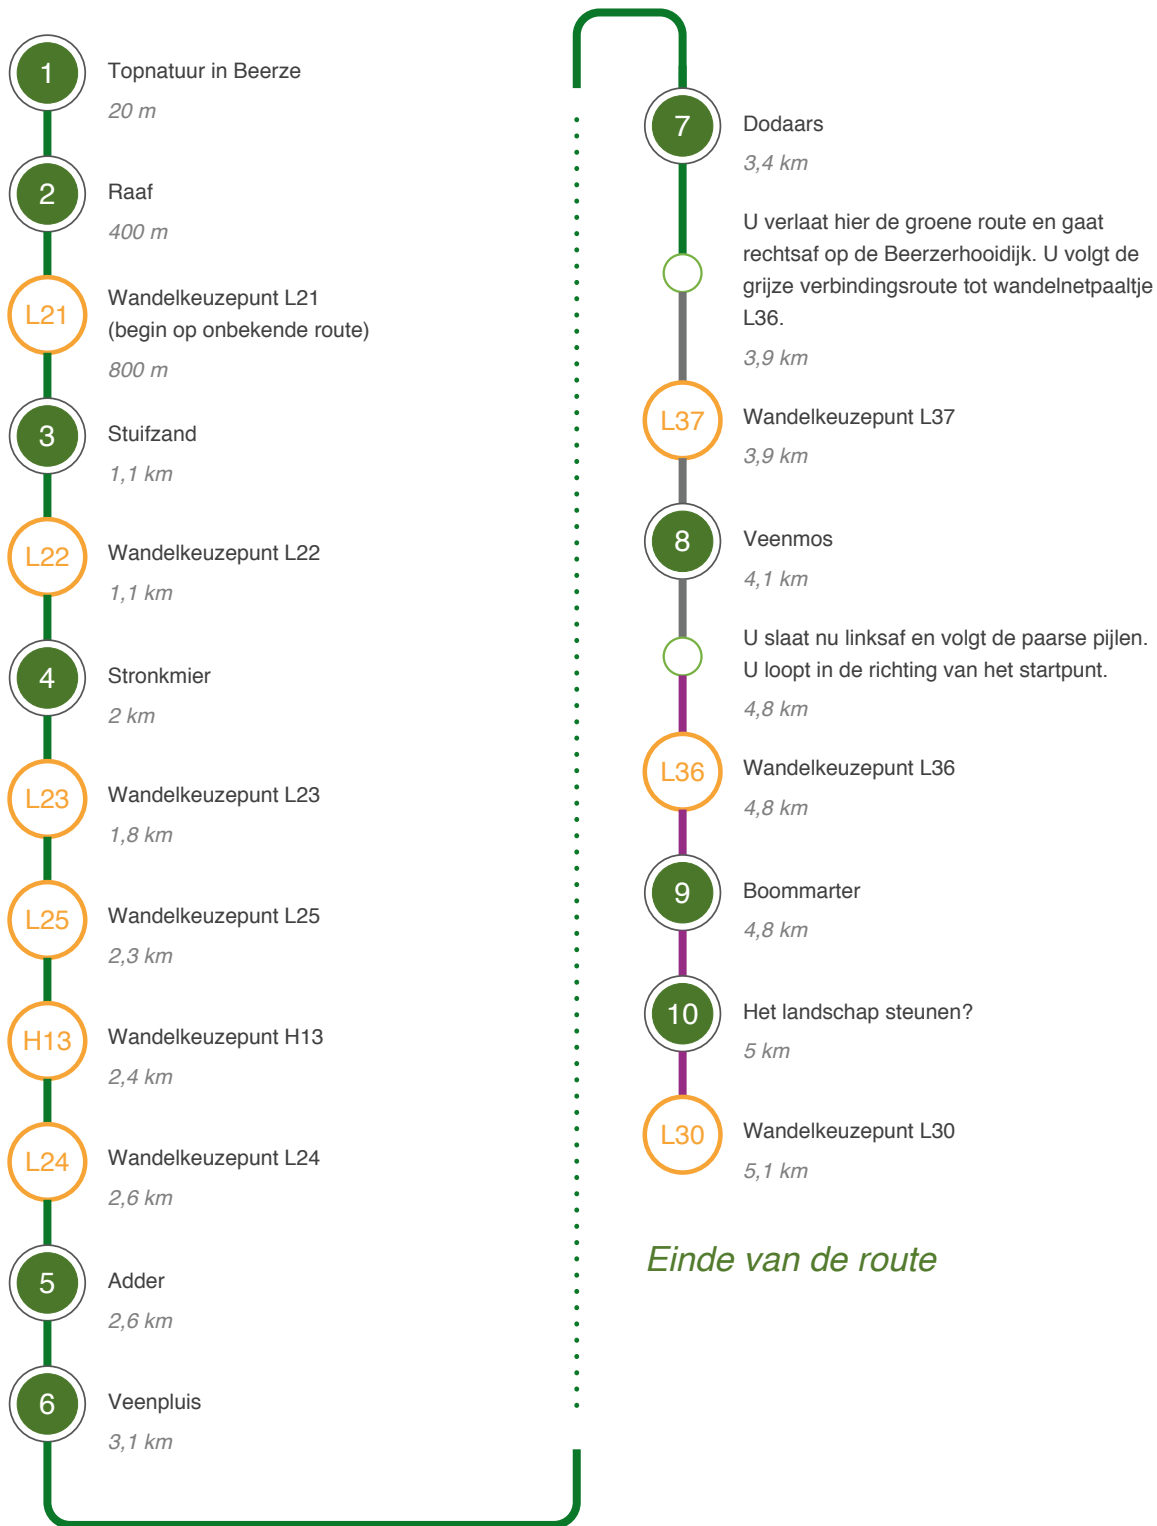 1
Topnatuur in Beerze
20 m
2
Raaf
400 m
L21
Wandelkeuzepunt L21
(begin op onbekende route)
800 m
3
Stuifzand
1,1 km
L22
Wandelkeuzepunt L22
1,1 km
4
Stronkmier
2 km
L23
Wandelkeuzepunt L23
1,8 km
L25
Wandelkeuzepunt L25
2,3 km
H13
Wandelkeuzepunt H13
2,4 km
L24
Wandelkeuzepunt L24
2,6 km
5
Adder
2,6 km
6
Veenpluis
3,1 km
7
Dodaars
3,4 km
U verlaat hier de groene route en gaat
rechtsaf op de Beerzerhooidijk. U volgt de
grijze verbindingsroute tot wandelnetpaaltje
L36.
3,9 km
L37
Wandelkeuzepunt L37
3,9 km
8
Veenmos
4,1 km
U slaat nu linksaf en volgt de paarse pijlen.
U loopt in de richting van het startpunt.
4,8 km
L36
Wandelkeuzepunt L36
4,8 km
9
Boommarter
4,8 km
10
Het landschap steunen?
5 km
L30
Wandelkeuzepunt L30
5,1 km
Einde van de route